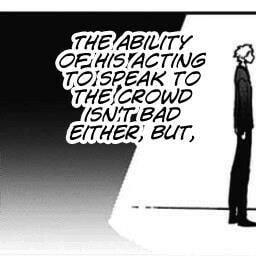 THE ABILITY
OF HIS ACTING
TO SPEAK TO
THE CROWD
ISN'T BAD
EITHER, BUT,